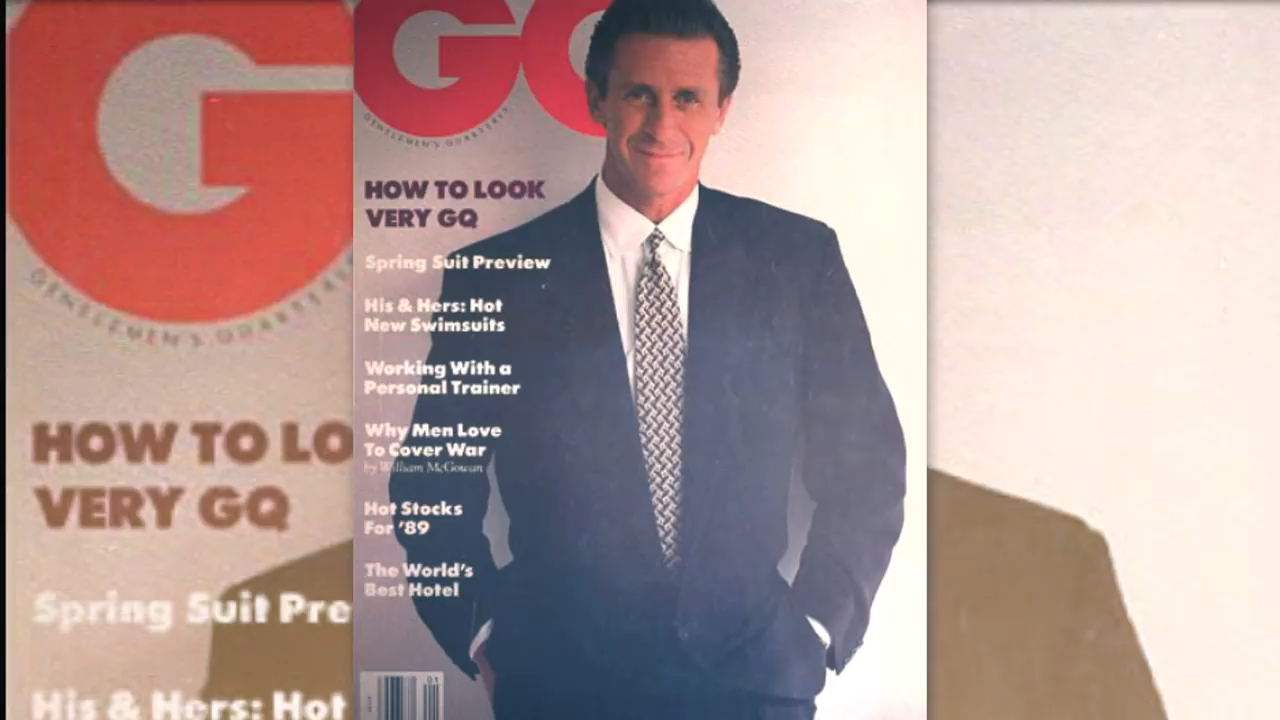 GQ
GENTLEMEN'S QUARTERLY
HOW TO LOOK
VERY GQ
Spring Suit Preview
His & Hers: Hot
New Swimsuits
Working With a
Personal Trainer
Why Men Love
To Cover War
by William McGowan
Hot Stocks
For '89
The World's
Best Hotel
01
G
GENTLEMEN'S QUARTERL
HOW TO LO
VERY GQ
Spring Suit Pre
His & Hers: Hot